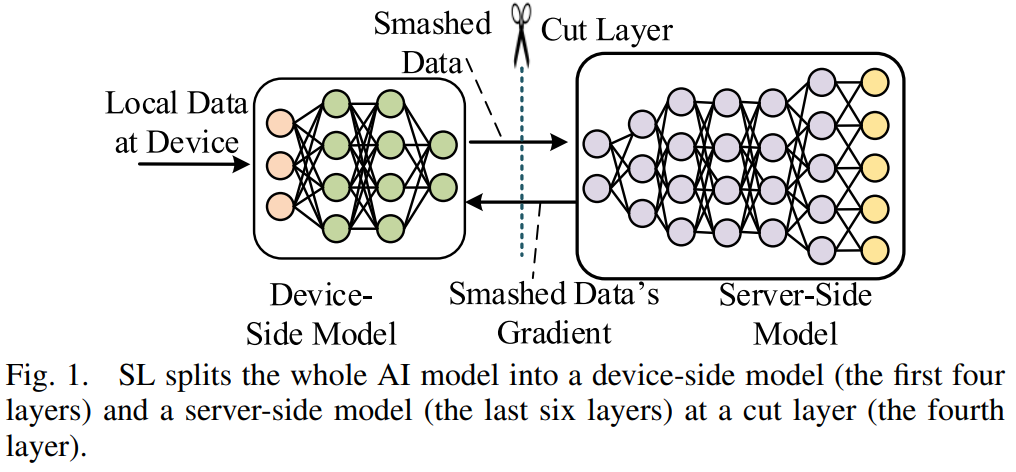 Smashed
Data
Cut Layer
Local Data
at Device
Device-
Side Model
Smashed Data's
Gradient
Server-Side
Model
Fig. 1. SL splits the whole AI model into a device-side model (the first four
layers) and a server-side model (the last six layers) at a cut layer (the fourth
layer).